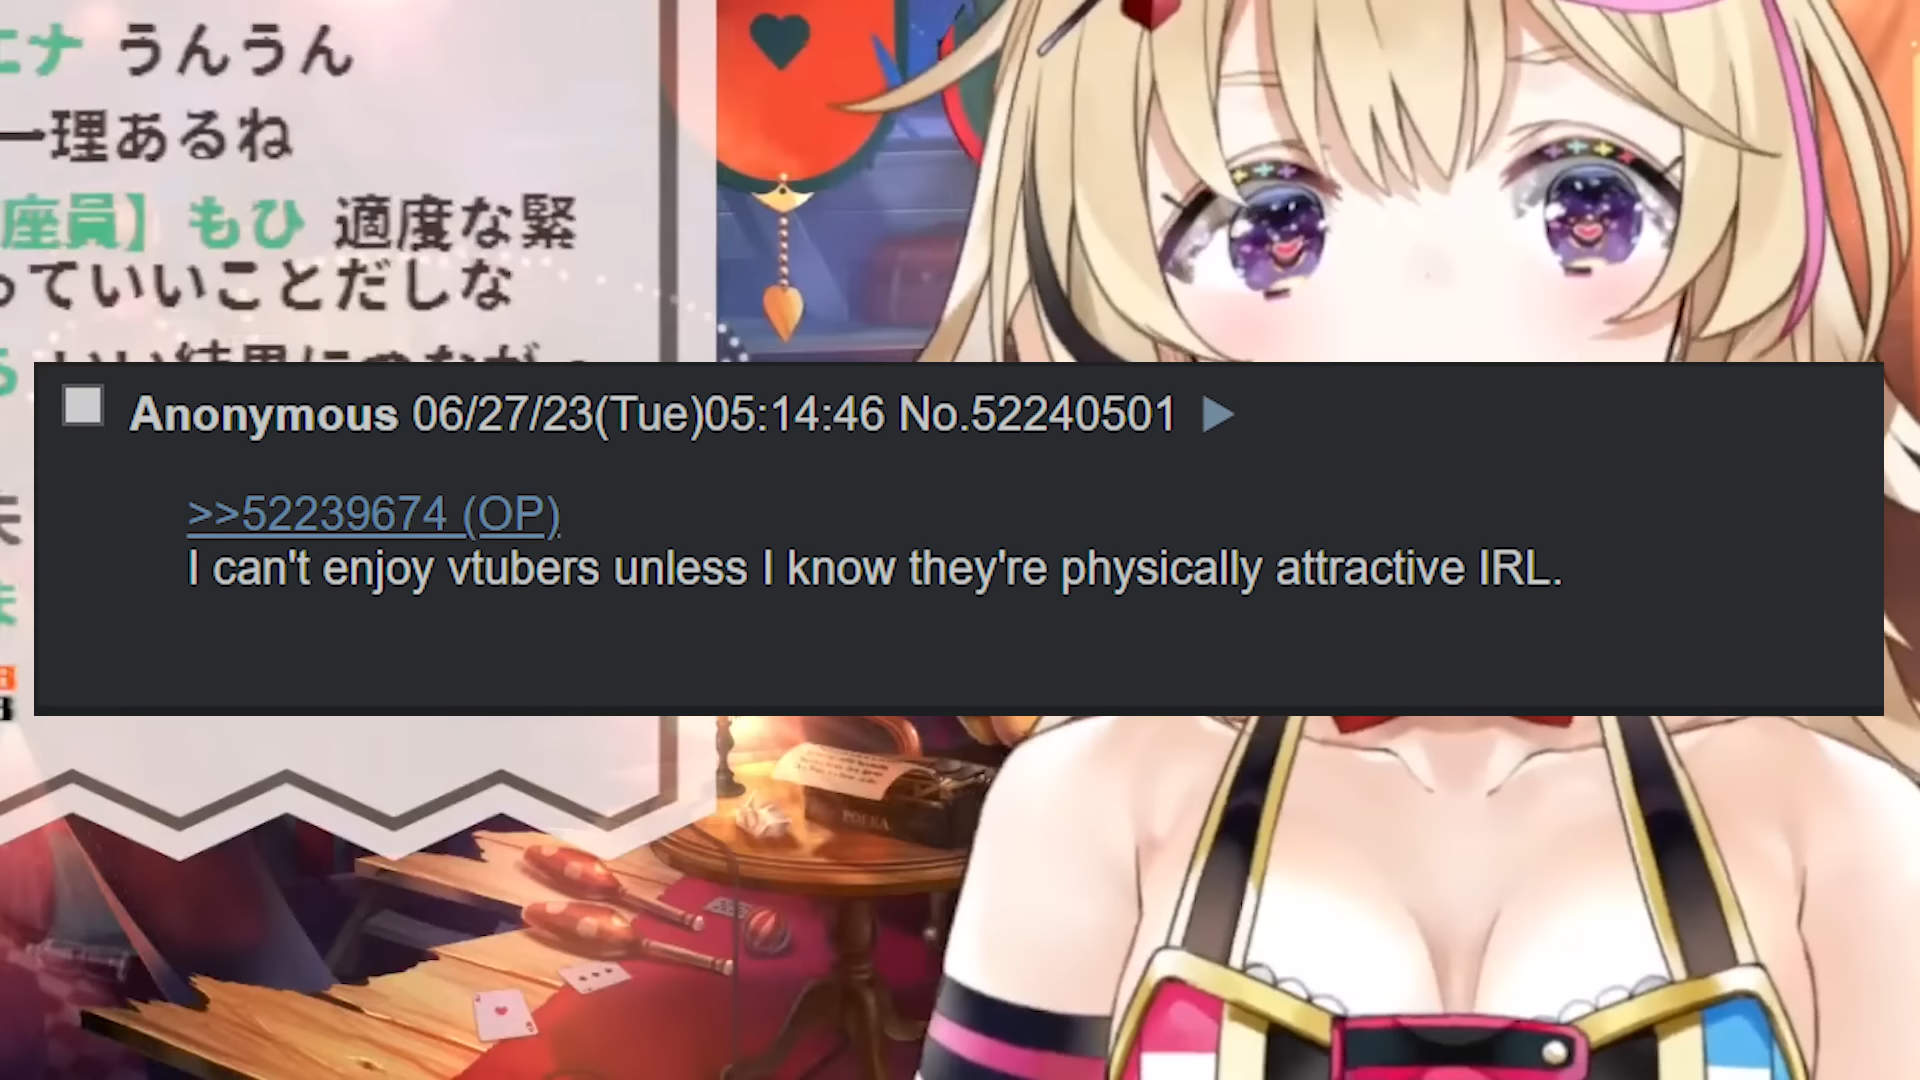 エナ うんうん
一理あるね
座員】 もひ 適度な緊
っていいことだしな
Anonymous 06/27/23(Tue)05:14:46 No.52240501
>>52239674 (OP)
I can't enjoy vtubers unless I know they're physically attractive IRL.
POLKA